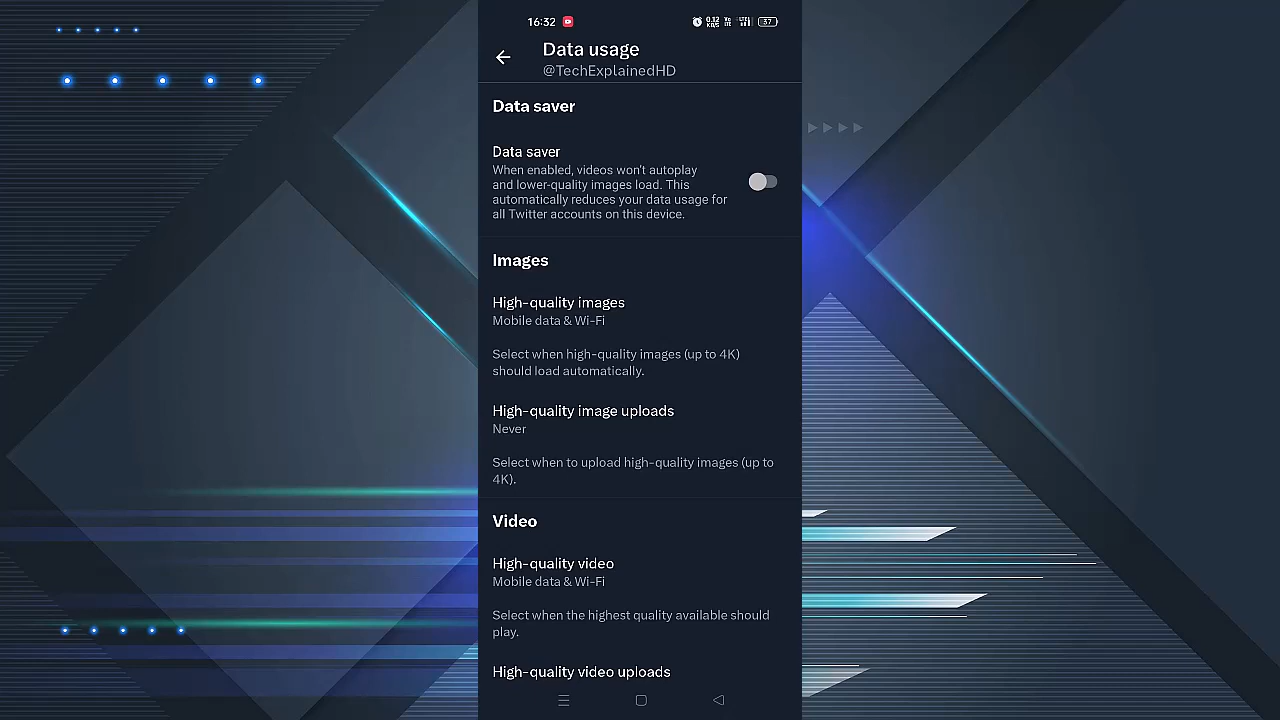 16:32
37
Data usage
@TechExplainedHD
Data saver
Data saver
When enabled, videos won't autoplay
and lower-quality images load. This
automatically reduces your data usage for
all Twitter accounts on this device.
Images
High-quality images
Mobile data & Wi-Fi
Select when high-quality images (up to 4K)
should load automatically.
High-quality image uploads
Never
Select when to upload high-quality images (up to
4K).
Video
High-quality video
Mobile data & Wi-Fi
Select when the highest quality available should
play.
High-quality video uploads